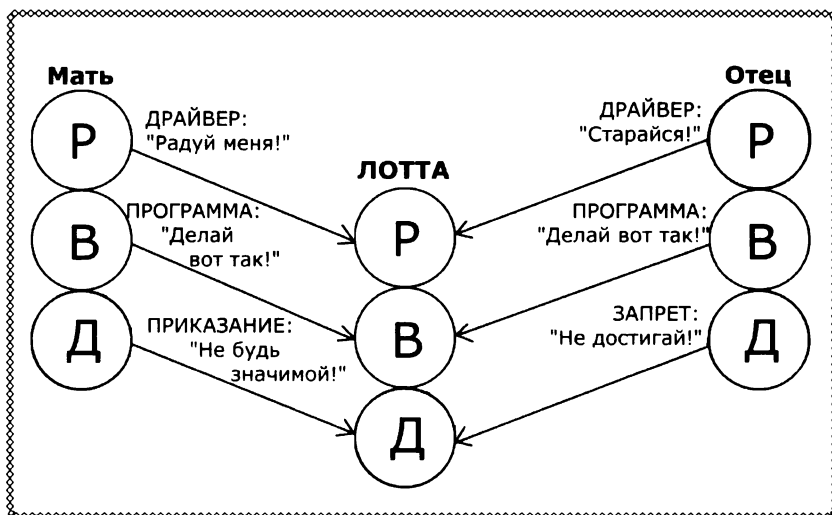 Мать
Р
ДРАЙВЕР:
"Радуй меня!"
В
ПРОГРАММА:
"Делай
вот так!"
Д
ПРИКАЗАНИЕ:
"Не будь
значимой!"
ЛОТТА
Р
В
Д
Отец
ДРАЙВЕР:
"Старайся!"
Р
ПРОГРАММА:
"Делай вот так!"
В
ЗАПРЕТ:
"Не достигай!"
Д